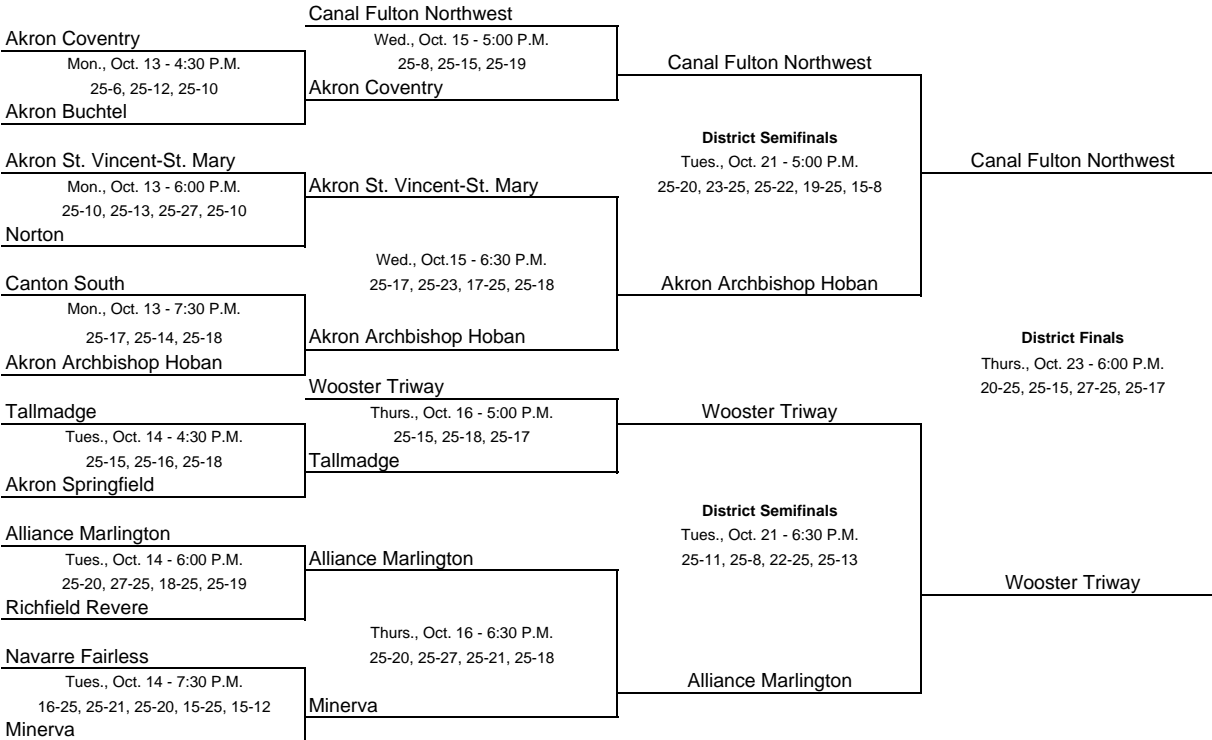 Canal Fulton Northwest
Akron Coventry
Wed., Oct. 15 - 5:00 P.M.
Mon., Oct. 13 - 4:30 P.M.
25-8, 25-15, 25-19
Canal Fulton Northwest
25-6, 25-12, 25-10
Akron Coventry
Akron Buchtel
District Semifinals
Akron St. Vincent-St. Mary
Tues., Oct. 21 - 5:00 P.M.
Canal Fulton Northwest
Mon., Oct. 13 - 6:00 P.M.
Akron St. Vincent-St. Mary
25-20, 23-25, 25-22, 19-25, 15-8
25-10, 25-13, 25-27, 25-10
Norton
Wed., Oct.15 - 6:30 P.M.
Canton South
25-17, 25-23, 17-25, 25-18
Akron Archbishop Hoban
Mon., Oct. 13 - 7:30 P.M.
25-17, 25-14, 25-18
Akron Archbishop Hoban
District Finals
Akron Archbishop Hoban
Thurs., Oct. 23 - 6:00 P.M.
Wooster Triway
20-25, 25-15, 27-25, 25-17
Tallmadge
Thurs., Oct. 16 - 5:00 P.M.
Wooster Triway
Tues., Oct. 14 - 4:30 P.M.
25-15, 25-18, 25-17
25-15, 25-16, 25-18
Tallmadge
Akron Springfield
District Semifinals
Alliance Marlington
Tues., Oct. 21 - 6:30 P.M.
Tues., Oct. 14 - 6:00 P.M.
Alliance Marlington
25-11, 25-8, 22-25, 25-13
25-20, 27-25, 18-25, 25-19
Wooster Triway
Richfield Revere
Thurs., Oct. 16 - 6:30 P.M.
Navarre Fairless
25-20, 25-27, 25-21, 25-18
Tues., Oct. 14 - 7:30 P.M.
Alliance Marlington
16-25, 25-21, 25-20, 15-25, 15-12
Minerva
Minerva